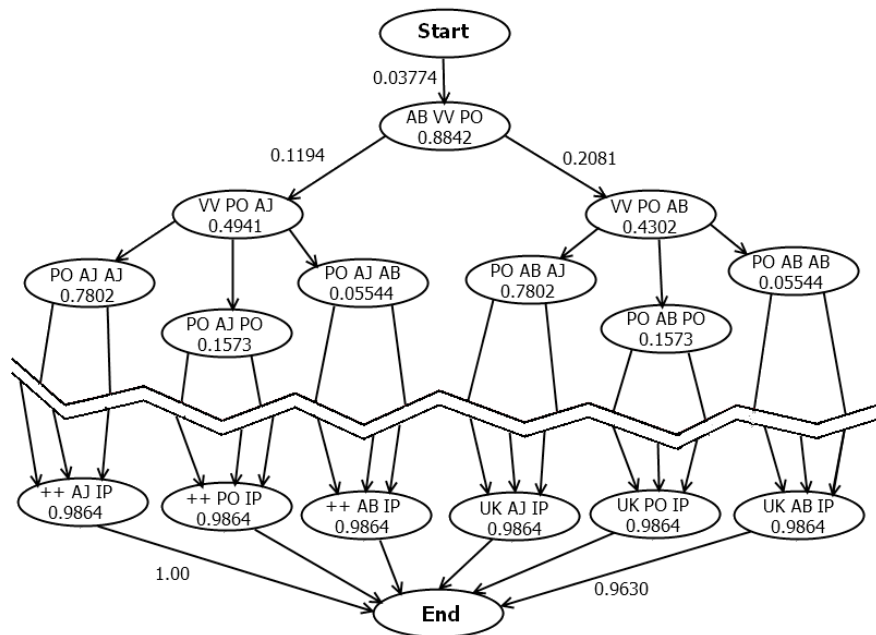 Start
0.03774
AB VV PO
0.8842
0.1194
0.2081
VV PO AJ
0.4941
VV PO AB
0.4302
PO AJ AJ
0.7802
PO AJ AB
0.05544
PO AB AJ
0.7802
PO AB AB
0.05544
PO AJ PO
0.1573
PO AB PO
0.1573
++ AJ IP
0.9864
++ PO IP
0.9864
++ AB IP
0.9864
UK AJ IP
0.9864
UK PO IP
0.9864
UK AB IP
0.9864
1.00
0.9630
End